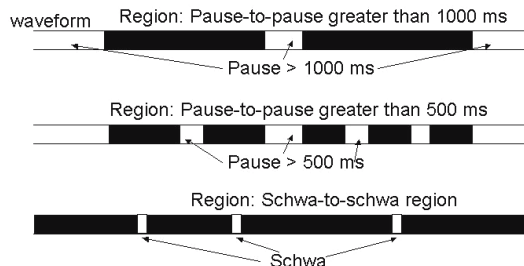 Region: Pause-to-pause greater than 1000 ms
waveform
Pause > 1000 ms
Region: Pause-to-pause greater than 500 ms
Pause > 500 ms
Region: Schwa-to-schwa region
Schwa